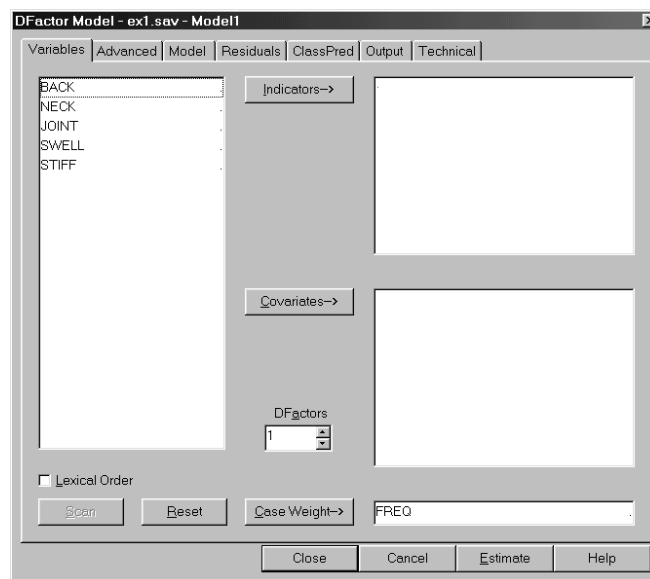 DFactor Model - ex1.sav - Model1
Variables Advanced Model Residuals ClassPred Output Technical
BACK .
NECK .
JOINT .
SWELL .
STIFF .
Indicators-->
Covariates-->
DFactors
1
Lexical Order
Scan Reset Case Weight--> FREQ .
Close Cancel Estimate Help